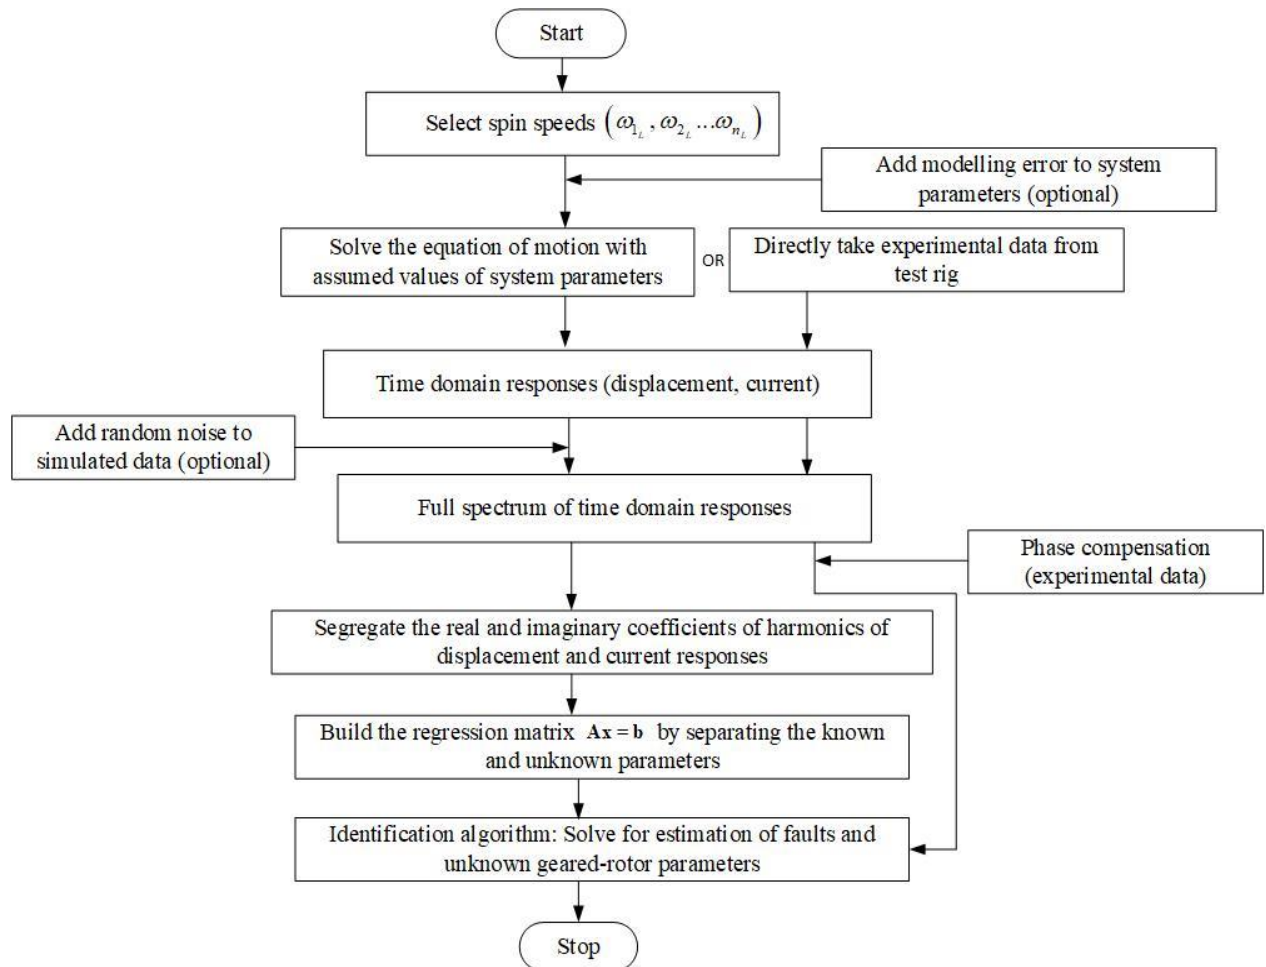 Start
Select spin speeds (ω₁_L, ω₂_L ...ωₙ_L)
Add modelling error to system
parameters (optional)
Solve the equation of motion with
assumed values of system parameters
OR
Directly take experimental data from
test rig
Time domain responses (displacement, current)
Add random noise to
simulated data (optional)
Full spectrum of time domain responses
Phase compensation
(experimental data)
Segregate the real and imaginary coefficients of harmonics of
displacement and current responses
Build the regression matrix Ax = b by separating the known
and unknown parameters
Identification algorithm: Solve for estimation of faults and
unknown geared-rotor parameters
Stop